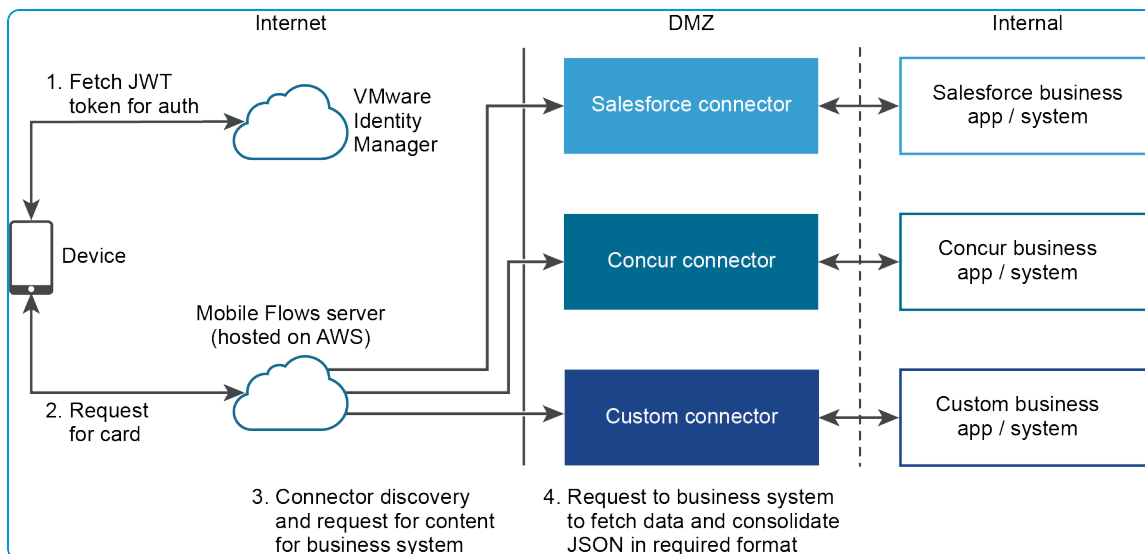 Internet
DMZ
Internal
1. Fetch JWT
token for auth
VMware
Identity
Manager
Device
Mobile Flows server
(hosted on AWS)
2. Request
for card
Salesforce connector
Salesforce business
app / system
Concur connector
Concur business
app / system
Custom connector
Custom business
app / system
3. Connector discovery
and request for content
for business system
4. Request to business system
to fetch data and consolidate
JSON in required format